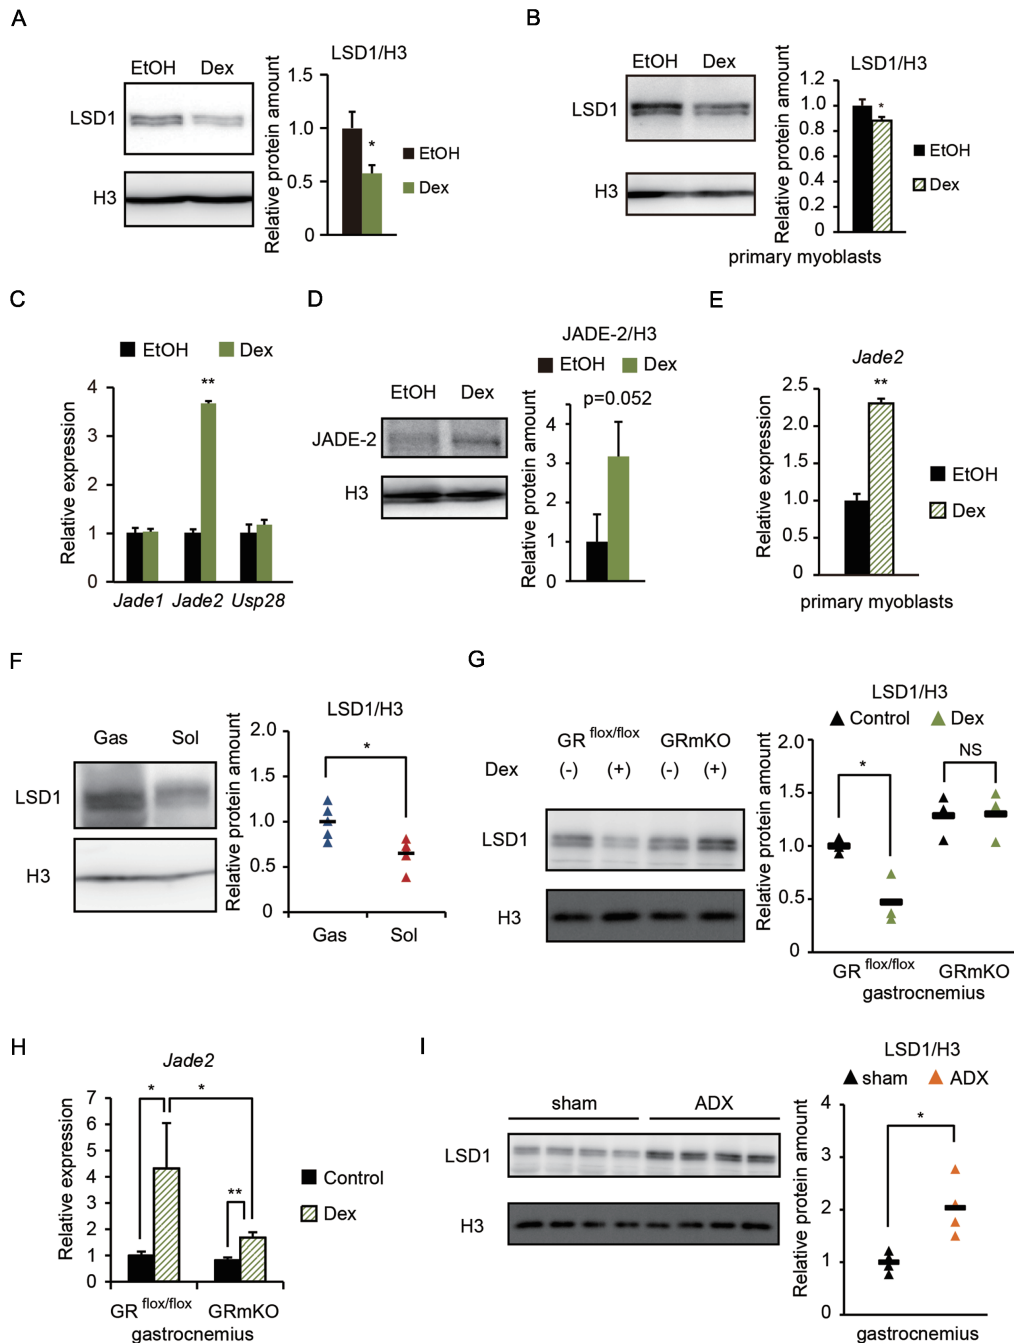 A
LSD1/H3
EtOH Dex
LSD1
H3
Relative protein amount
1.5
1.0
0.5
0
*
EtOH
Dex
B
LSD1/H3
EtOH Dex
LSD1
H3
Relative protein amount
1.2
1.0
0.8
0.6
0.4
0.2
0
*
EtOH
Dex
primary myoblasts
C
EtOH Dex
Relative expression
4
3
2
1
0
**
Jade1 Jade2 Usp28
D
JADE-2/H3
EtOH Dex
EtOH Dex
JADE-2
H3
Relative protein amount
p=0.052
4
3
2
1
0
E
Jade2
Relative expression
2.5
2.0
1.5
1.0
0.5
0
**
EtOH
Dex
primary myoblasts
F
Gas Sol
LSD1
H3
LSD1/H3
Relative protein amount
2.0
1.5
1.0
0.5
0
*
Gas Sol
G
GR flox/flox GRmKO
Dex (-) (+) (-) (+)
LSD1
H3
LSD1/H3
Control Dex
Relative protein amount
2.0
1.5
1.0
0.5
0
*
NS
GR flox/flox GRmKO
gastrocnemius
H
Jade2
Relative expression
7
6
5
4
3
2
1
0
*
*
**
Control
Dex
GR flox/flox GRmKO
gastrocnemius
I
sham ADX
LSD1
H3
LSD1/H3
sham ADX
Relative protein amount
4
3
2
1
0
*
gastrocnemius